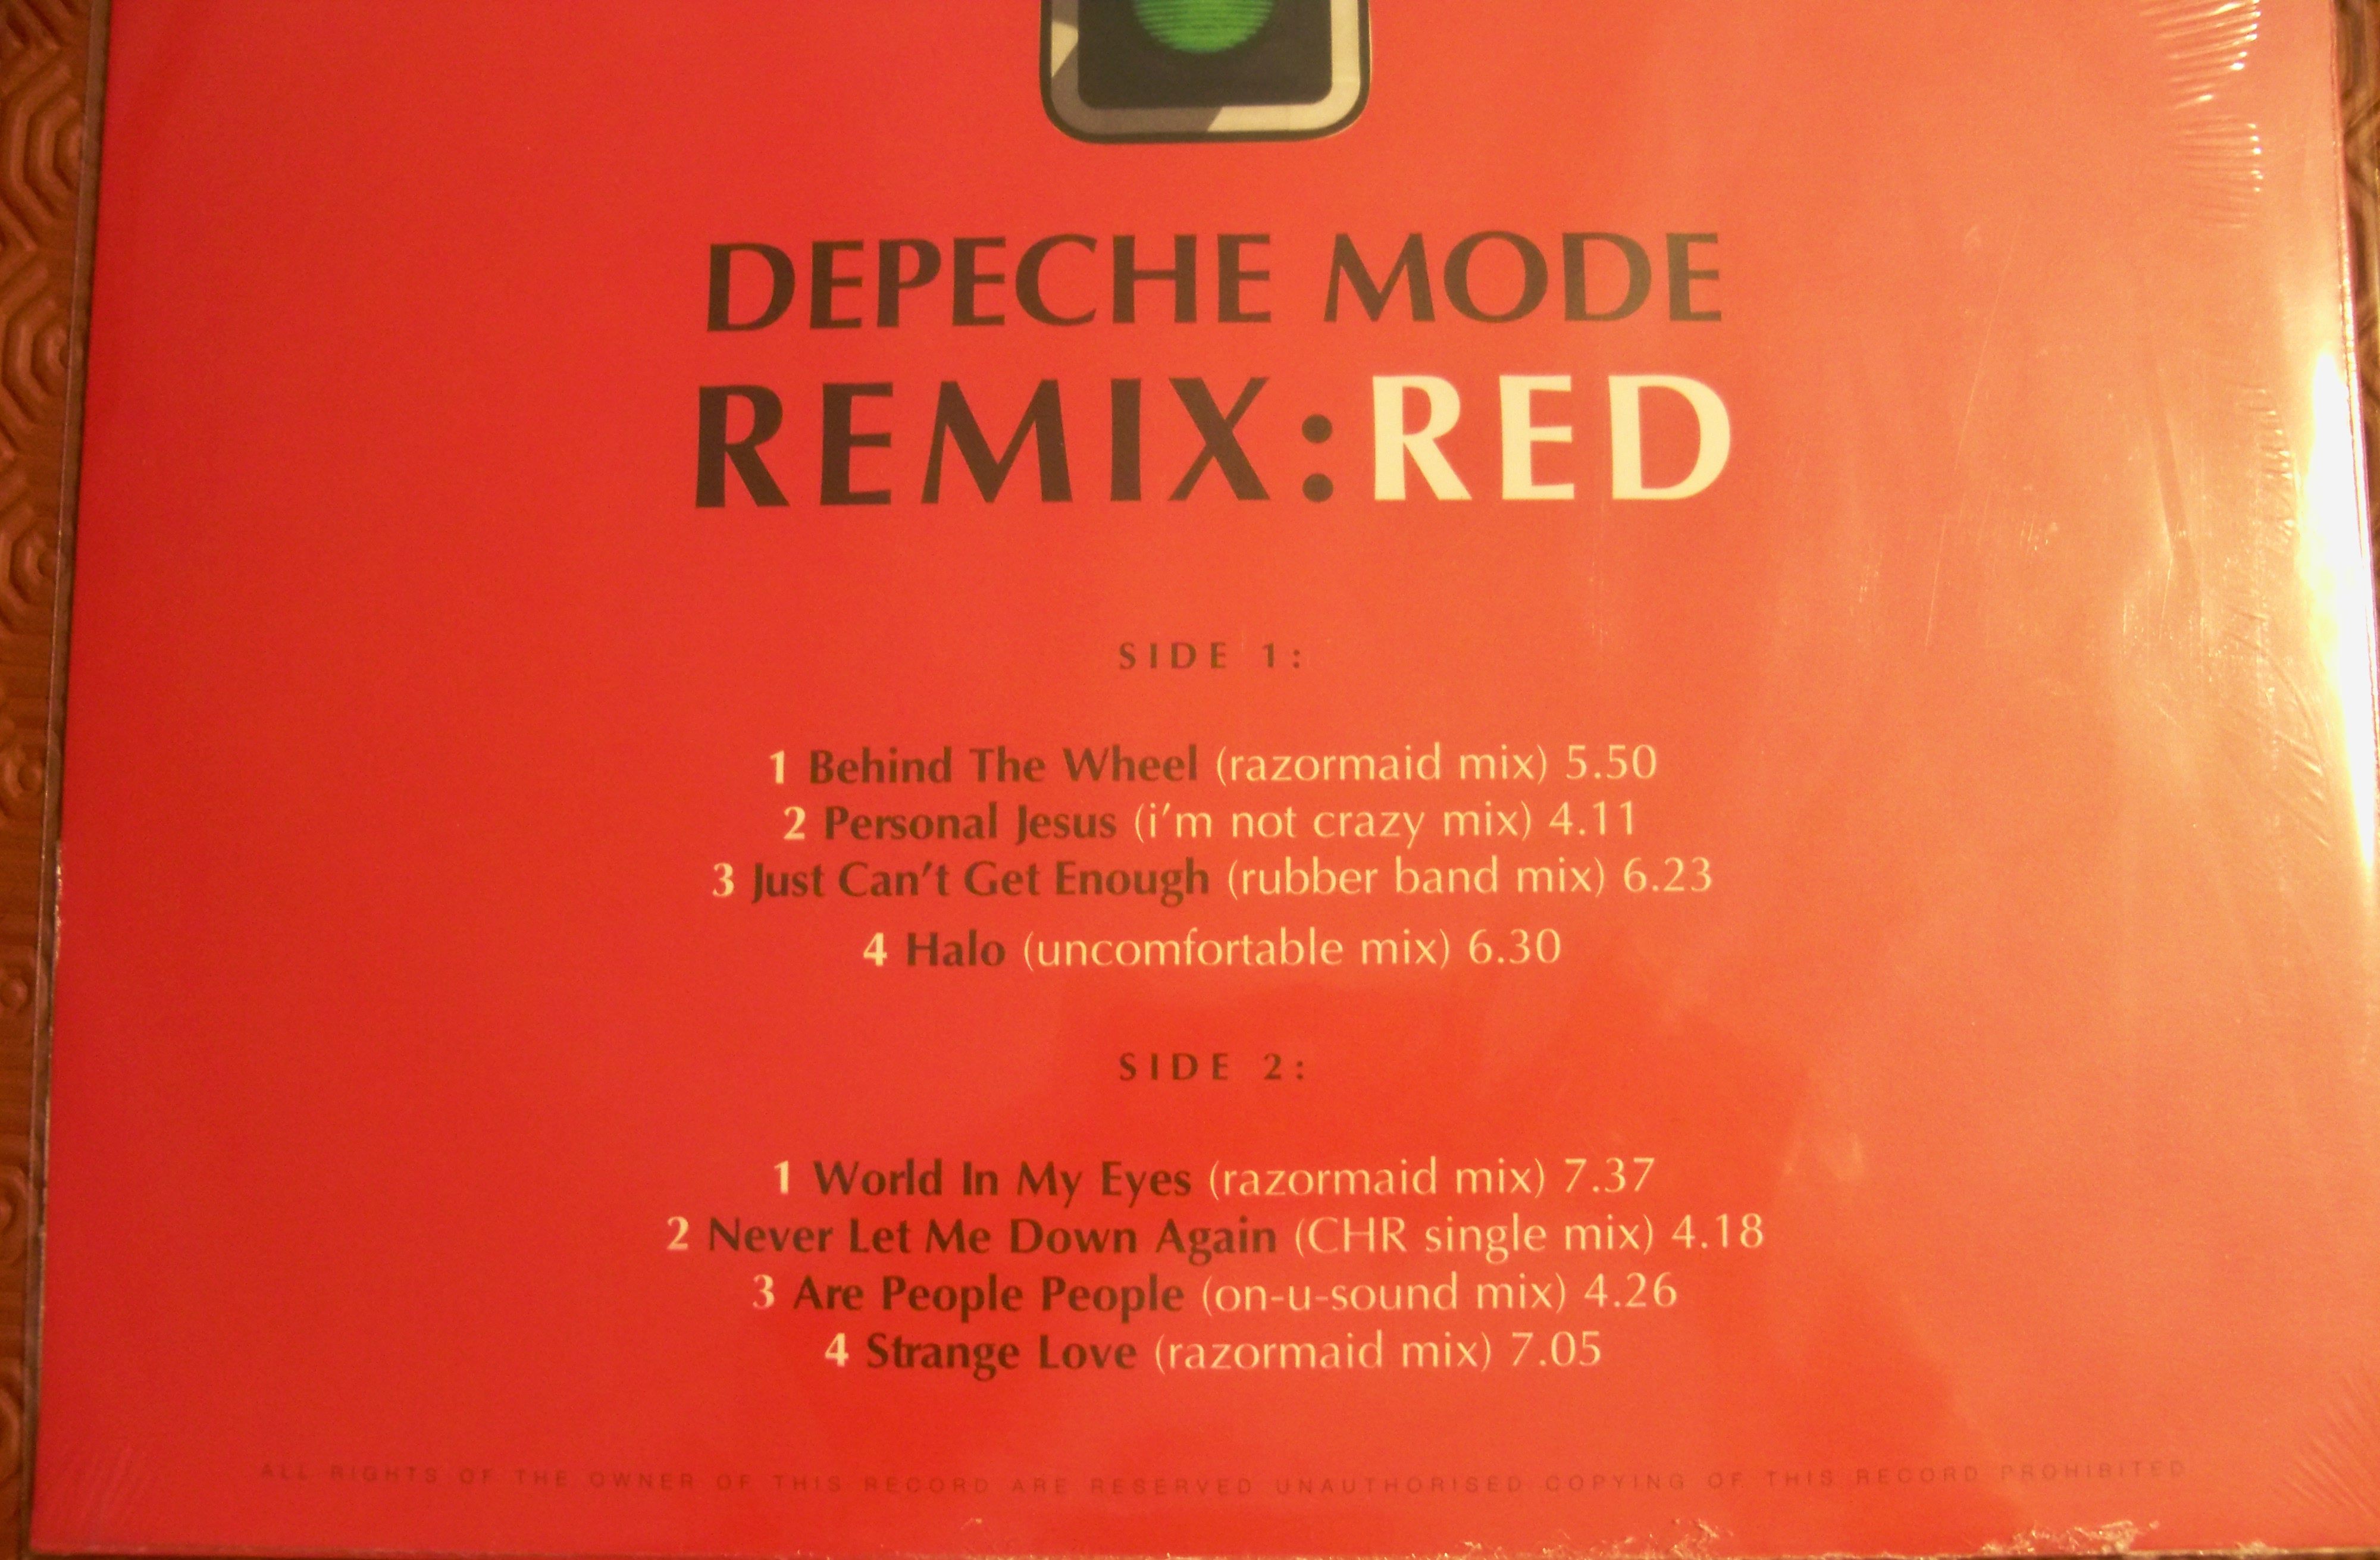 DEPECHE MODE
REMIX:RED
SIDE 1:
1 Behind The Wheel (razormaid mix) 5.50
2 Personal Jesus (i'm not crazy mix) 4.11
3 Just Can't Get Enough (rubber band mix) 6.23
4 Halo (uncomfortable mix) 6.30
SIDE 2:
1 World In My Eyes (razormaid mix) 7.37
2 Never Let Me Down Again (CHR single mix) 4.18
3 Are People People (on-u-sound mix) 4.26
4 Strange Love (razormaid mix) 7.05
ALL RIGHTS OF THE OWNER OF THIS RECORD ARE RESERVED UNAUTHORISED COPYING OF THIS RECORD PROHIBITED